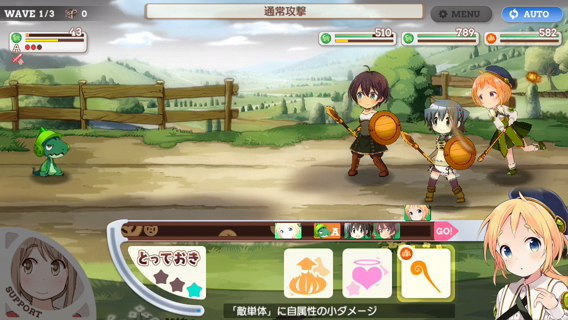 WAVE 1/3
0
通常攻撃
MENU
AUTO
43
510
789
582
A
GO!
とっておき
SUPPORT
「敵単体」に自属性の小ダメージ